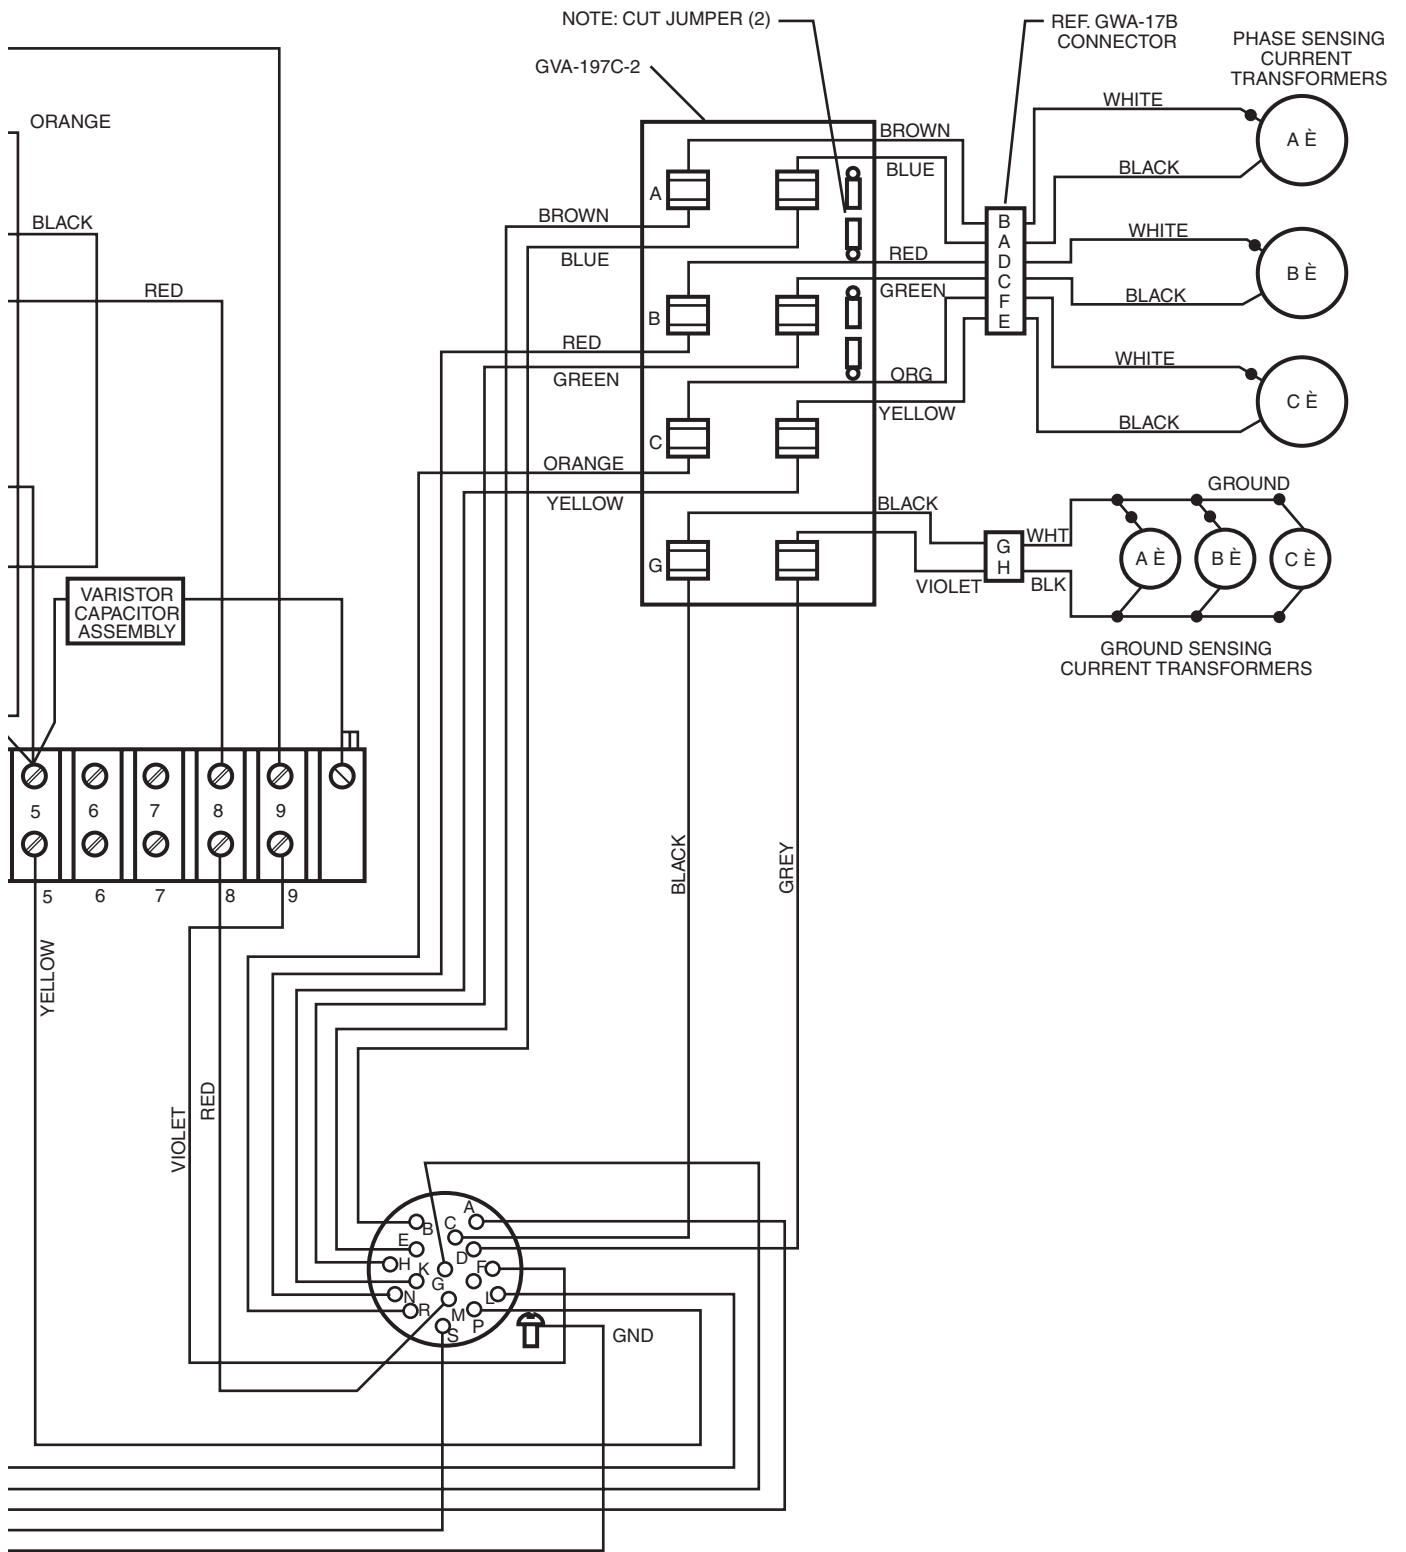 NOTE: CUT JUMPER (2)
REF. GWA-17B
CONNECTOR
PHASE SENSING
CURRENT
TRANSFORMERS
GVA-197C-2
WHITE
A È
BLACK
WHITE
B È
BLACK
WHITE
C È
BLACK
BROWN
BLUE
RED
GREEN
ORG
YELLOW
BLACK
VIOLET
B
A
D
C
F
E
A
B
C
G
BROWN
BLUE
RED
GREEN
ORANGE
YELLOW
ORANGE
BLACK
RED
GROUND
G
H
WHT
BLK
A È
B È
C È
GROUND SENSING
CURRENT TRANSFORMERS
VARISTOR
CAPACITOR
ASSEMBLY
5
6
7
8
9
5
6
7
8
9
BLACK
GREY
YELLOW
VIOLET
RED
A
B
C
E
D
H
K
F
G
N
L
R
M
P
S
GND